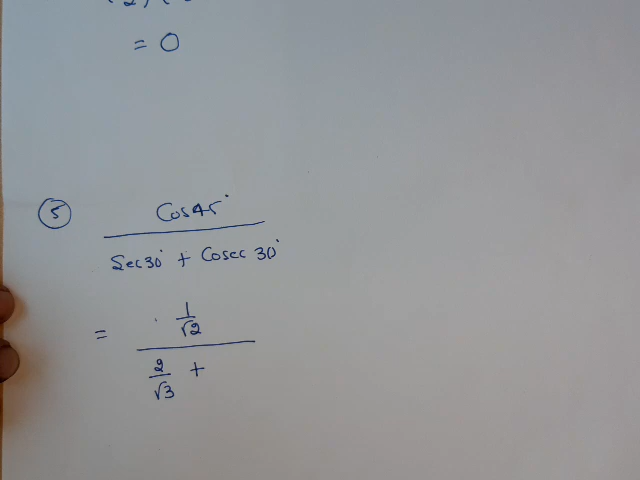 = 0
5 Cos45°
Sec30° + Cosec 30°
= 1
√2
2 +
√3